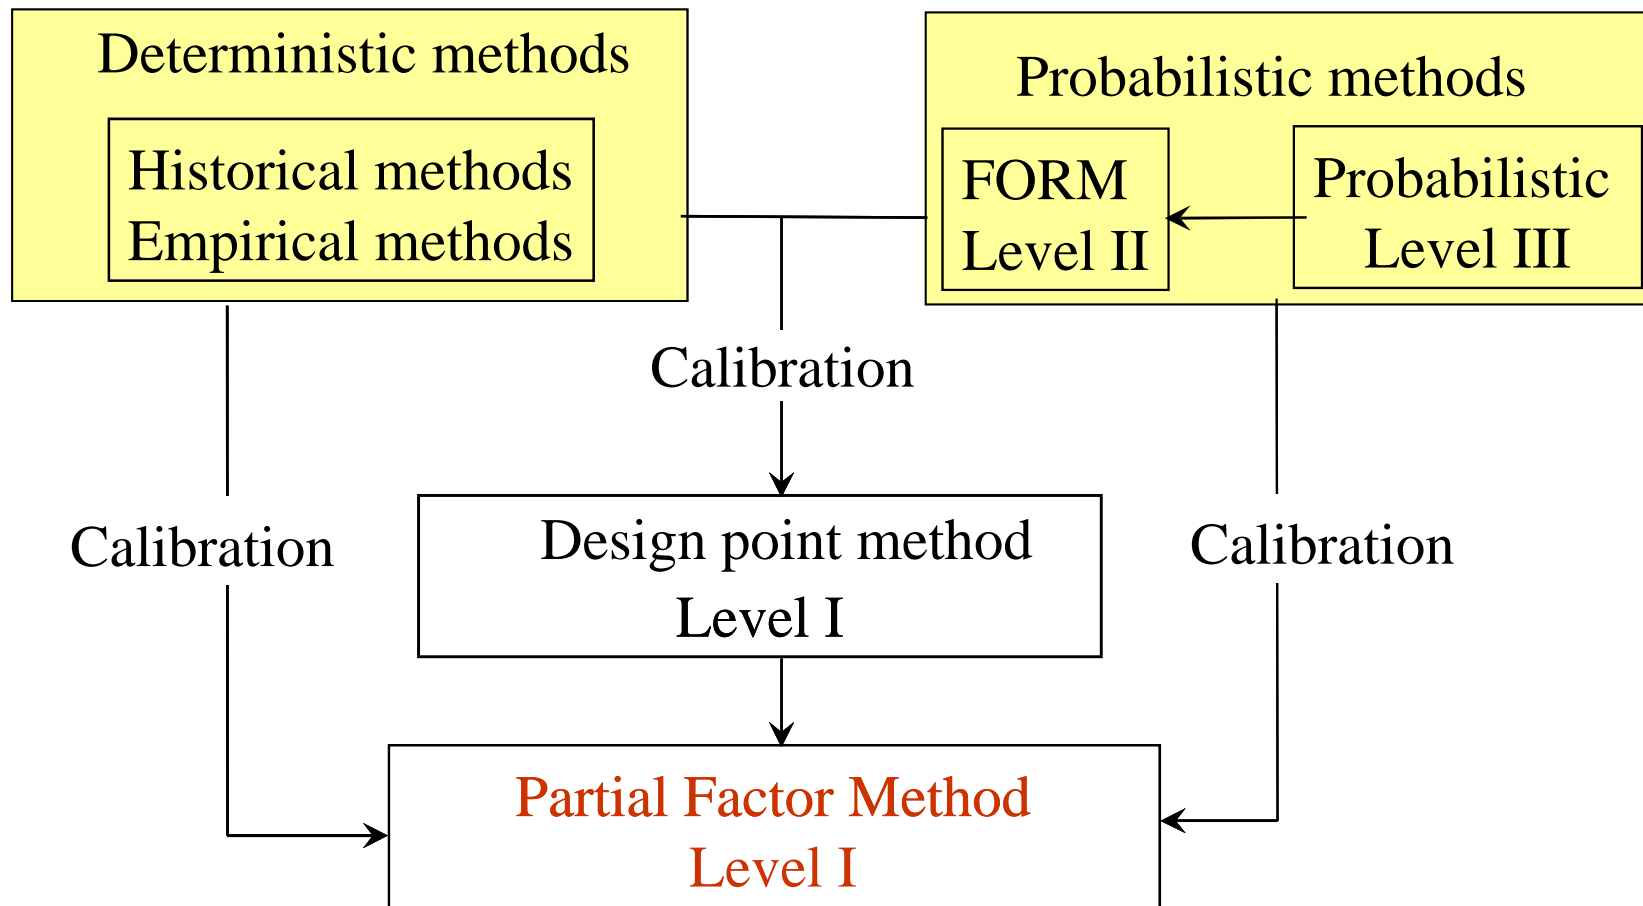 Deterministic methods
Historical methods
Empirical methods
Probabilistic methods
FORM
Level II
Probabilistic
Level III
Calibration
Calibration
Calibration
Design point method
Level I
Partial Factor Method
Level I